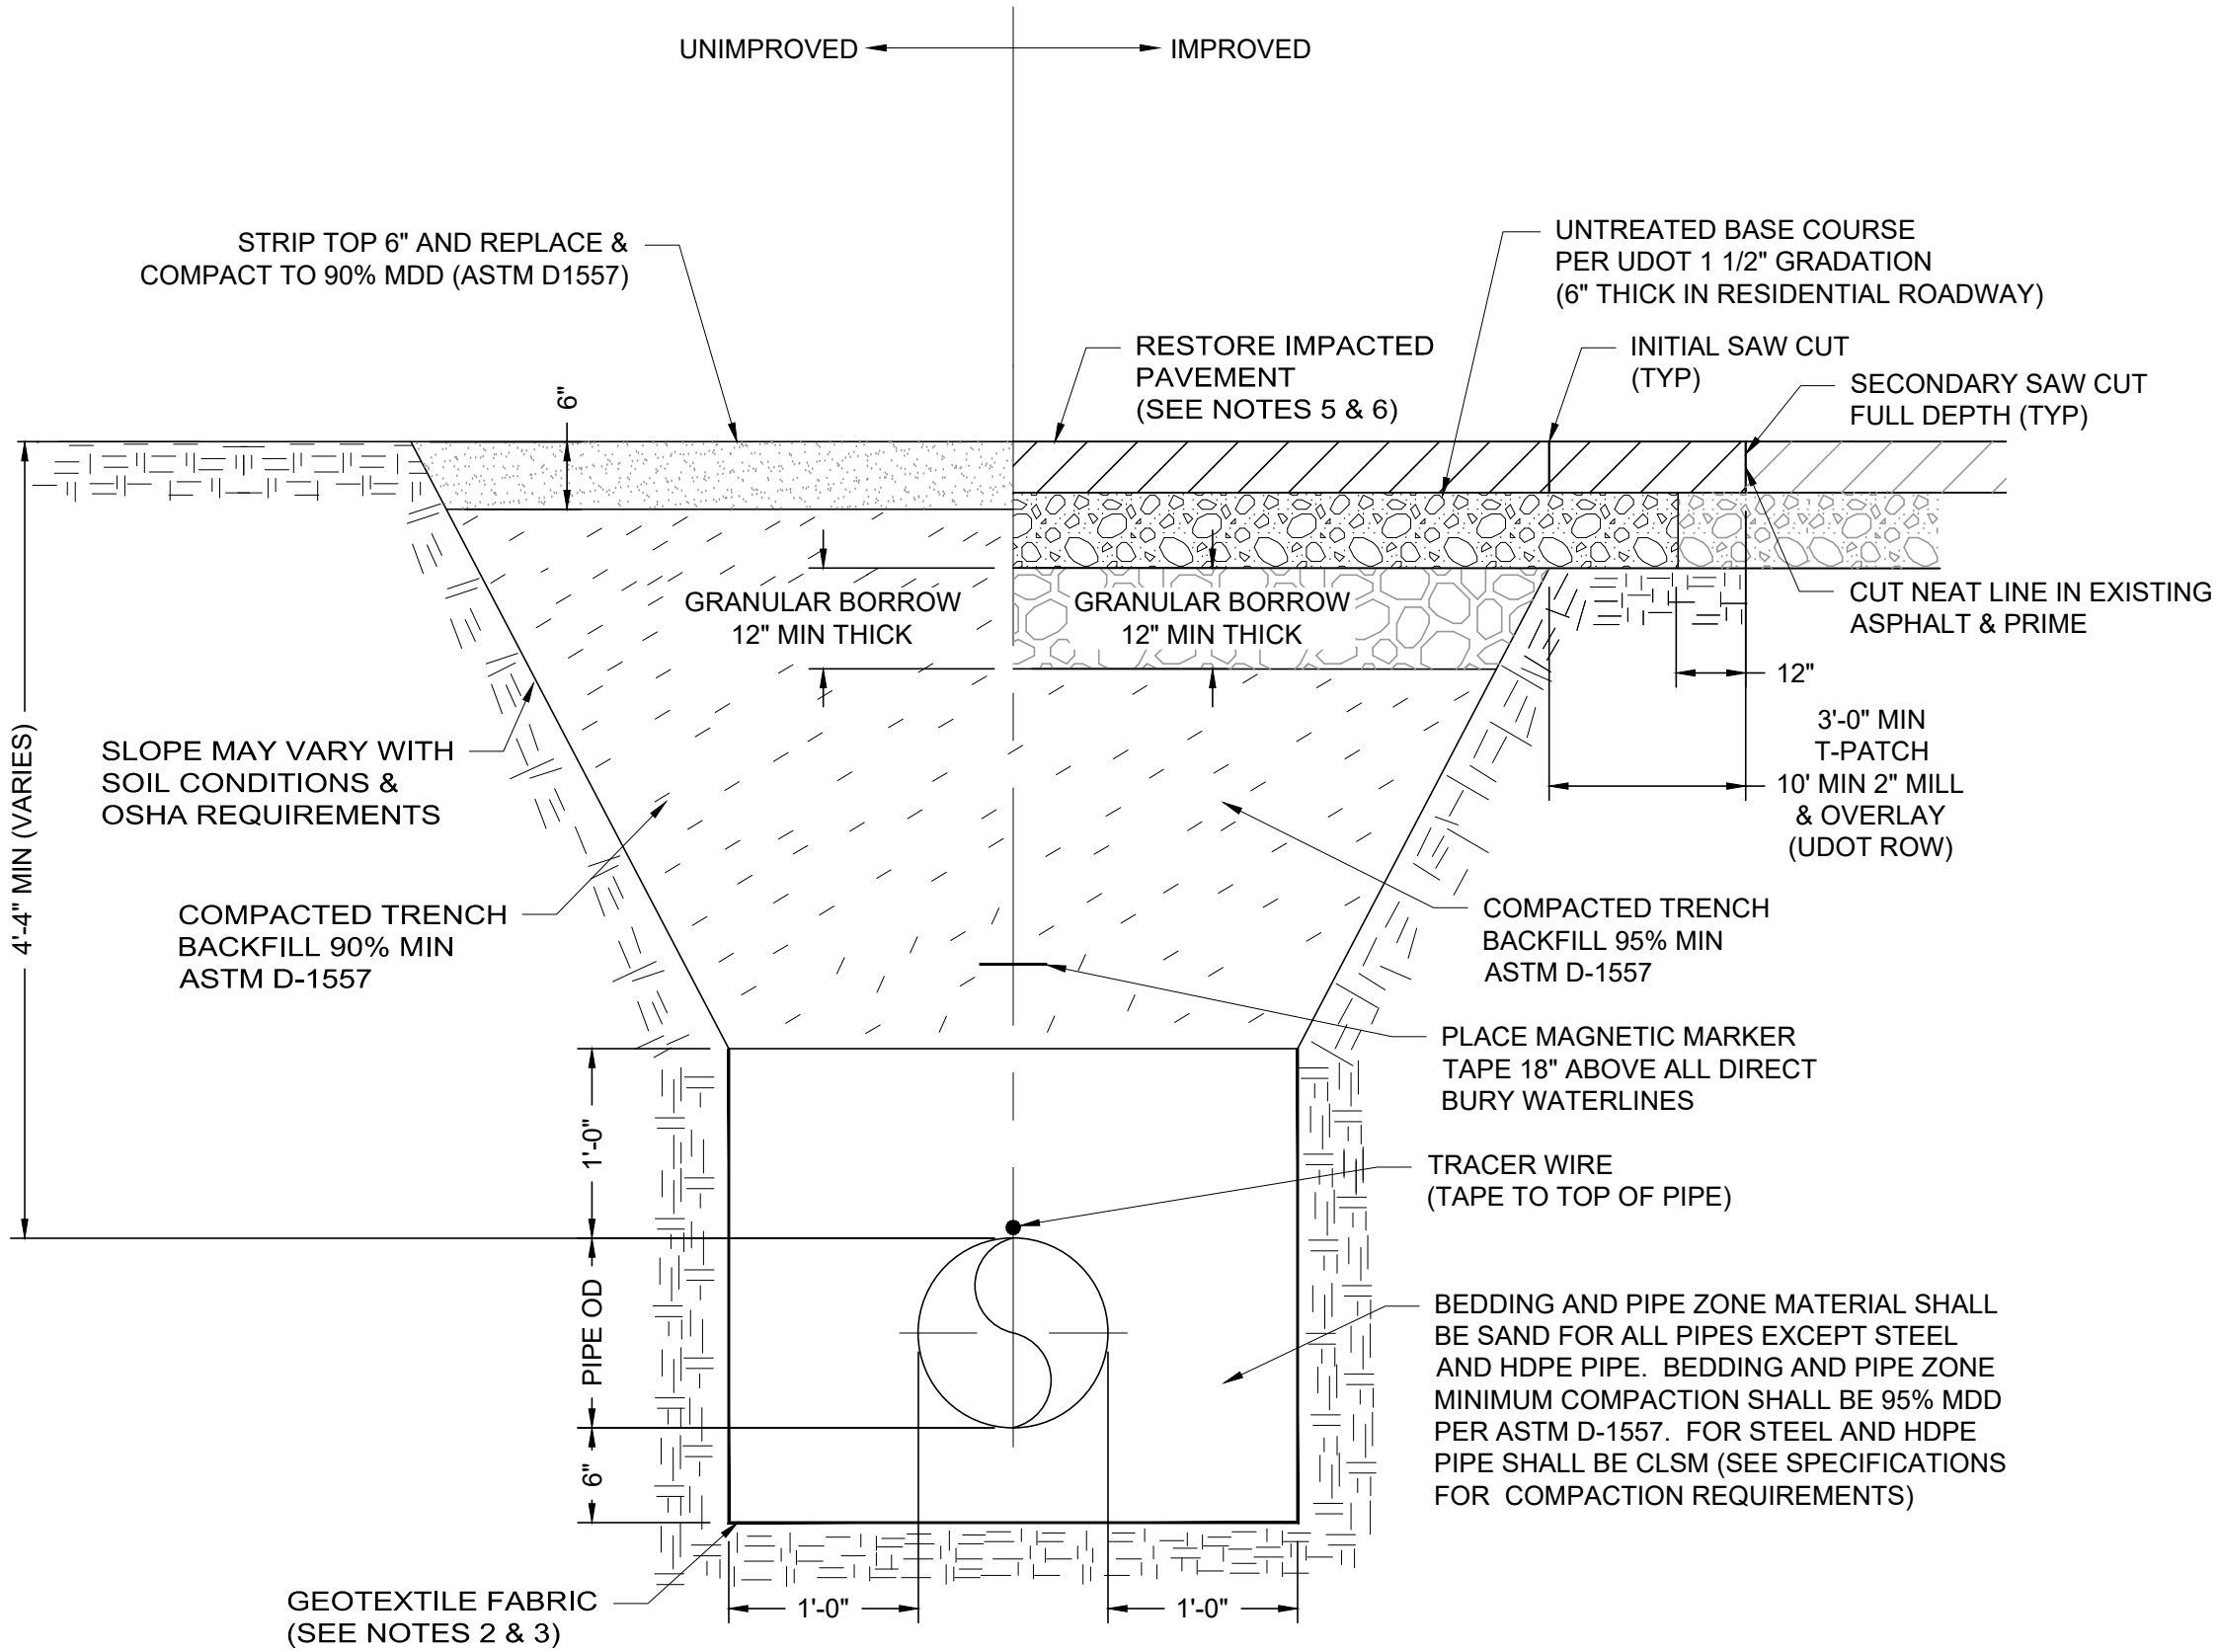 UNIMPROVED
IMPROVED
STRIP TOP 6" AND REPLACE &
COMPACT TO 90% MDD (ASTM D1557)
UNTREATED BASE COURSE
PER UDOT 1 1/2" GRADATION
(6" THICK IN RESIDENTIAL ROADWAY)
RESTORE IMPACTED
PAVEMENT
(SEE NOTES 5 & 6)
INITIAL SAW CUT
(TYP)
SECONDARY SAW CUT
FULL DEPTH (TYP)
6"
GRANULAR BORROW
12" MIN THICK
GRANULAR BORROW
12" MIN THICK
CUT NEAT LINE IN EXISTING
ASPHALT & PRIME
12"
3'-0" MIN
T-PATCH
10' MIN 2" MILL
& OVERLAY
(UDOT ROW)
4'-4" MIN (VARIES)
SLOPE MAY VARY WITH
SOIL CONDITIONS &
OSHA REQUIREMENTS
COMPACTED TRENCH
BACKFILL 90% MIN
ASTM D-1557
COMPACTED TRENCH
BACKFILL 95% MIN
ASTM D-1557
PLACE MAGNETIC MARKER
TAPE 18" ABOVE ALL DIRECT
BURY WATERLINES
1'-0"
TRACER WIRE
(TAPE TO TOP OF PIPE)
PIPE OD
BEDDING AND PIPE ZONE MATERIAL SHALL
BE SAND FOR ALL PIPES EXCEPT STEEL
AND HDPE PIPE. BEDDING AND PIPE ZONE
MINIMUM COMPACTION SHALL BE 95% MDD
PER ASTM D-1557. FOR STEEL AND HDPE
PIPE SHALL BE CLSM (SEE SPECIFICATIONS
FOR COMPACTION REQUIREMENTS)
6"
GEOTEXTILE FABRIC
(SEE NOTES 2 & 3)
1'-0"
1'-0"